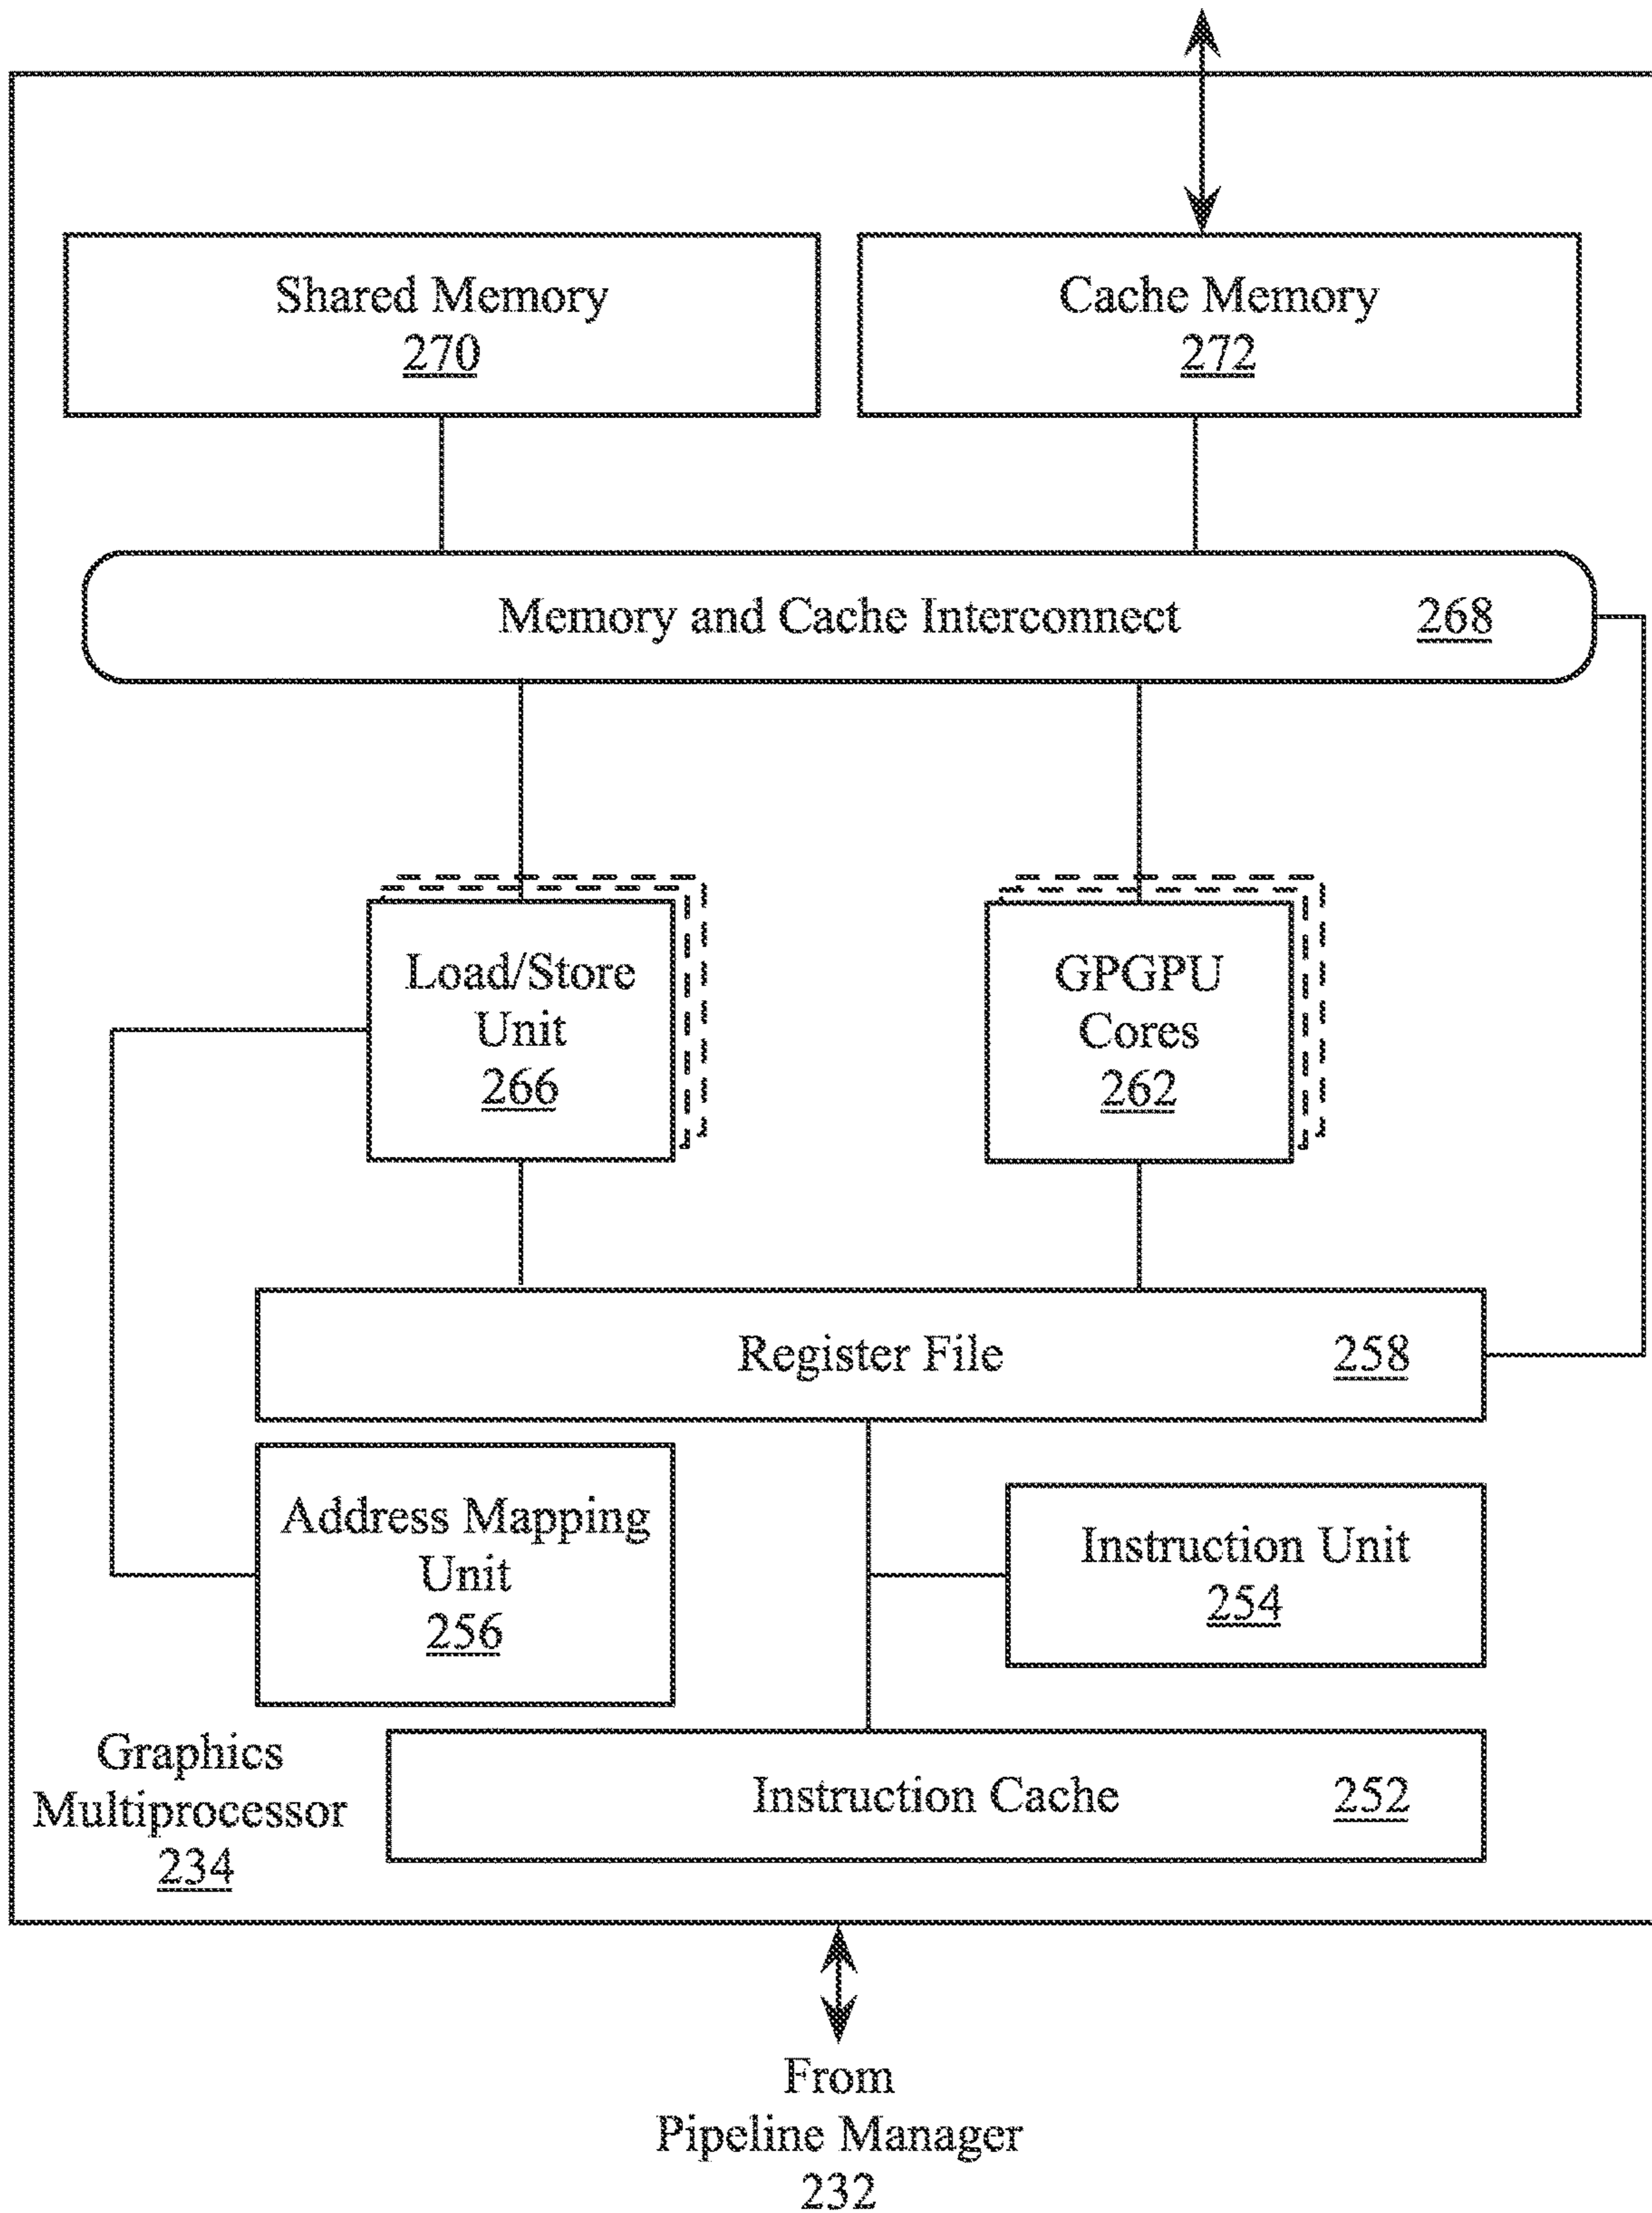 Shared Memory
270
Cache Memory
272
Memory and Cache Interconnect 268
Load/Store
Unit
266
GPGPU
Cores
262
Register File 258
Address Mapping
Unit
256
Instruction Unit
254
Graphics
Multiprocessor
234
Instruction Cache 252
From
Pipeline Manager
232